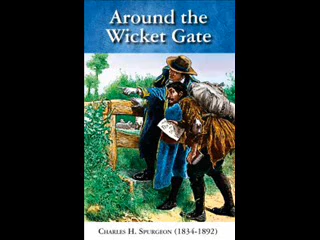 Around the
Wicket Gate
CHARLES H. SPURGEON (1834-1892)